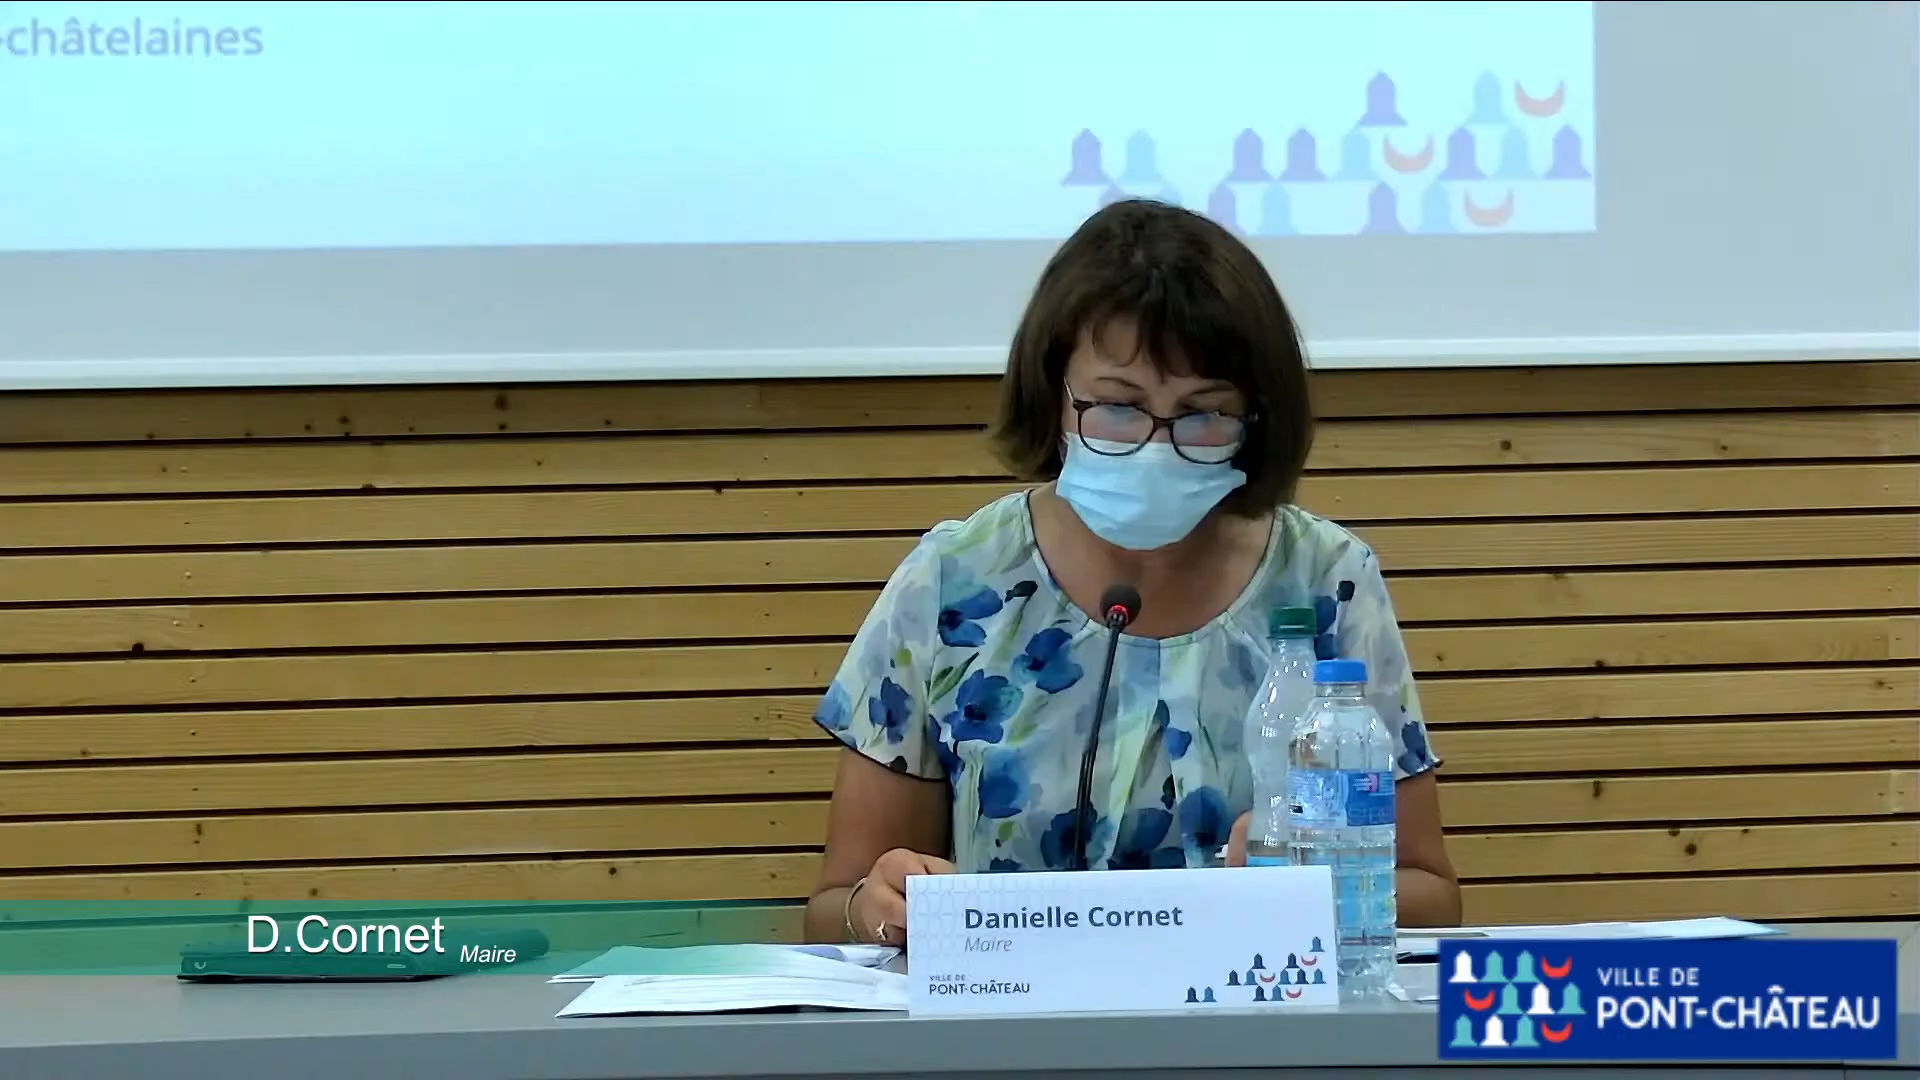 -châtelaines
D.Cornet Maire
Danielle Cornet
Maire
VILLE DE
PONT-CHÂTEAU
VILLE DE
PONT-CHÂTEAU